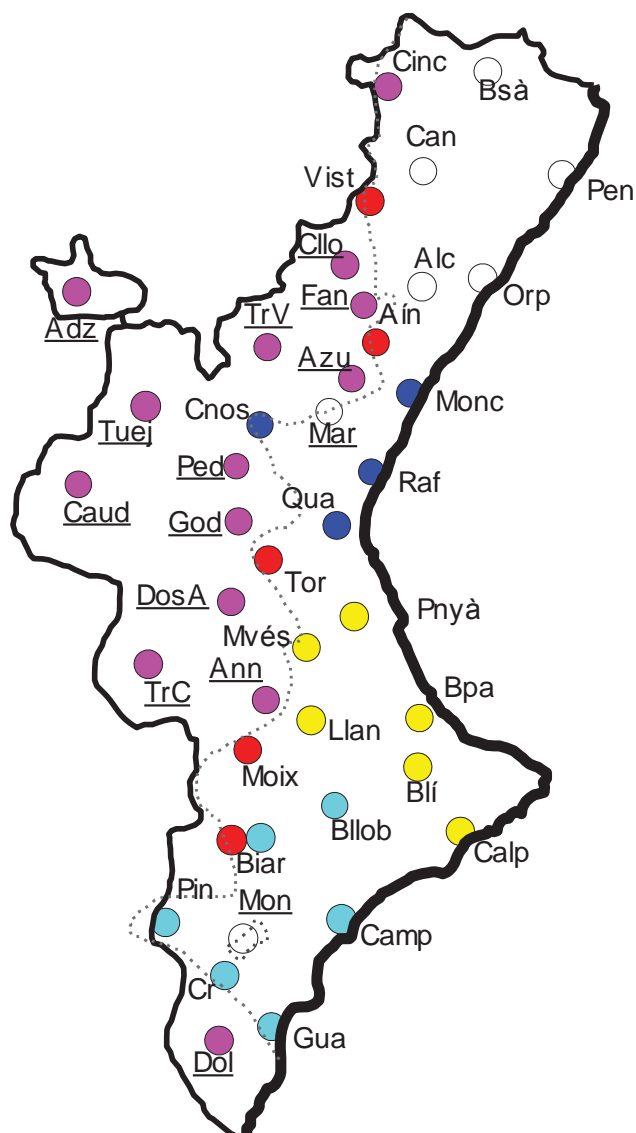 Cinc
Bsà
Can
Pen
Vist
Cllo
Alc
Orp
Fan
Adz
TrV
Aín
Azu
Monc
Cnos
Mar
Tuej
Ped
Raf
Caud
Qua
God
Tor
DosA
Pnyà
Mvés
Ann
TrC
Bpa
Llan
Moix
Blí
Bllob
Calp
Biar
Pin
Mon
Camp
Cr
Gua
Dol